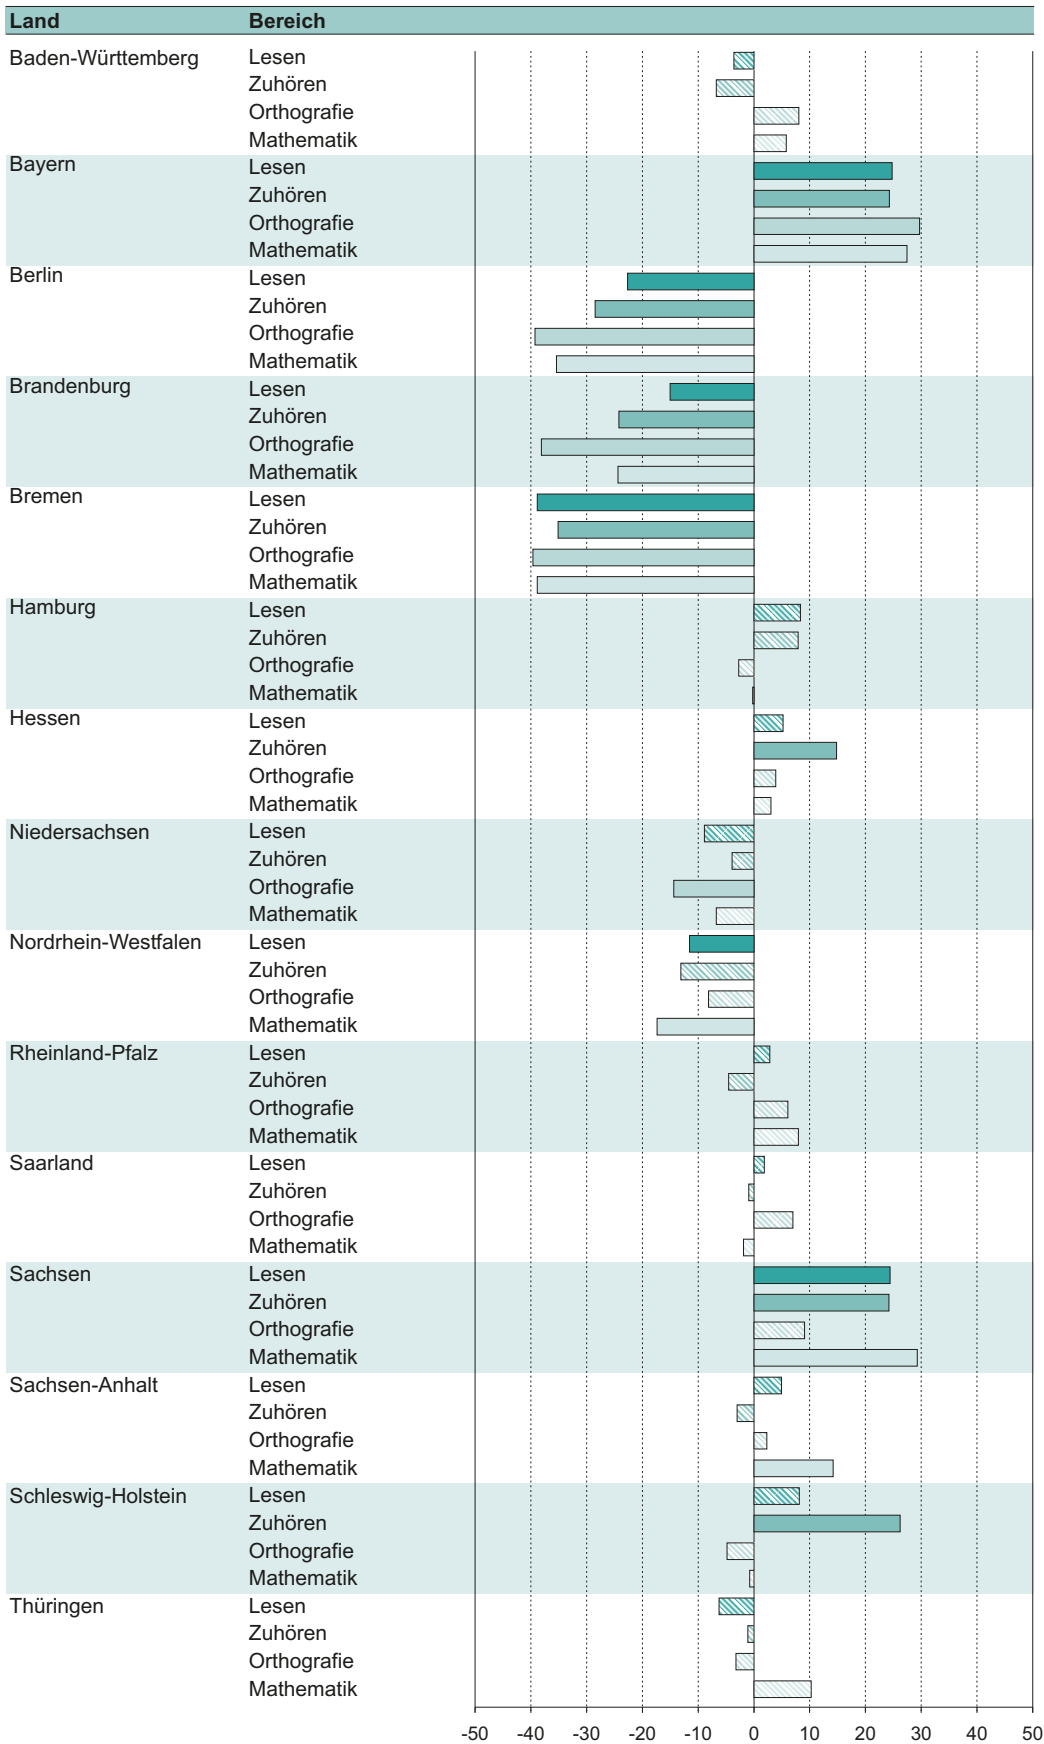 Land Bereich
Baden-Württemberg Lesen
Zuhören
Orthografie
Mathematik
Bayern Lesen
Zuhören
Orthografie
Mathematik
Berlin Lesen
Zuhören
Orthografie
Mathematik
Brandenburg Lesen
Zuhören
Orthografie
Mathematik
Bremen Lesen
Zuhören
Orthografie
Mathematik
Hamburg Lesen
Zuhören
Orthografie
Mathematik
Hessen Lesen
Zuhören
Orthografie
Mathematik
Niedersachsen Lesen
Zuhören
Orthografie
Mathematik
Nordrhein-Westfalen Lesen
Zuhören
Orthografie
Mathematik
Rheinland-Pfalz Lesen
Zuhören
Orthografie
Mathematik
Saarland Lesen
Zuhören
Orthografie
Mathematik
Sachsen Lesen
Zuhören
Orthografie
Mathematik
Sachsen-Anhalt Lesen
Zuhören
Orthografie
Mathematik
Schleswig-Holstein Lesen
Zuhören
Orthografie
Mathematik
Thüringen Lesen
Zuhören
Orthografie
Mathematik
-50 -40 -30 -20 -10 0 10 20 30 40 50